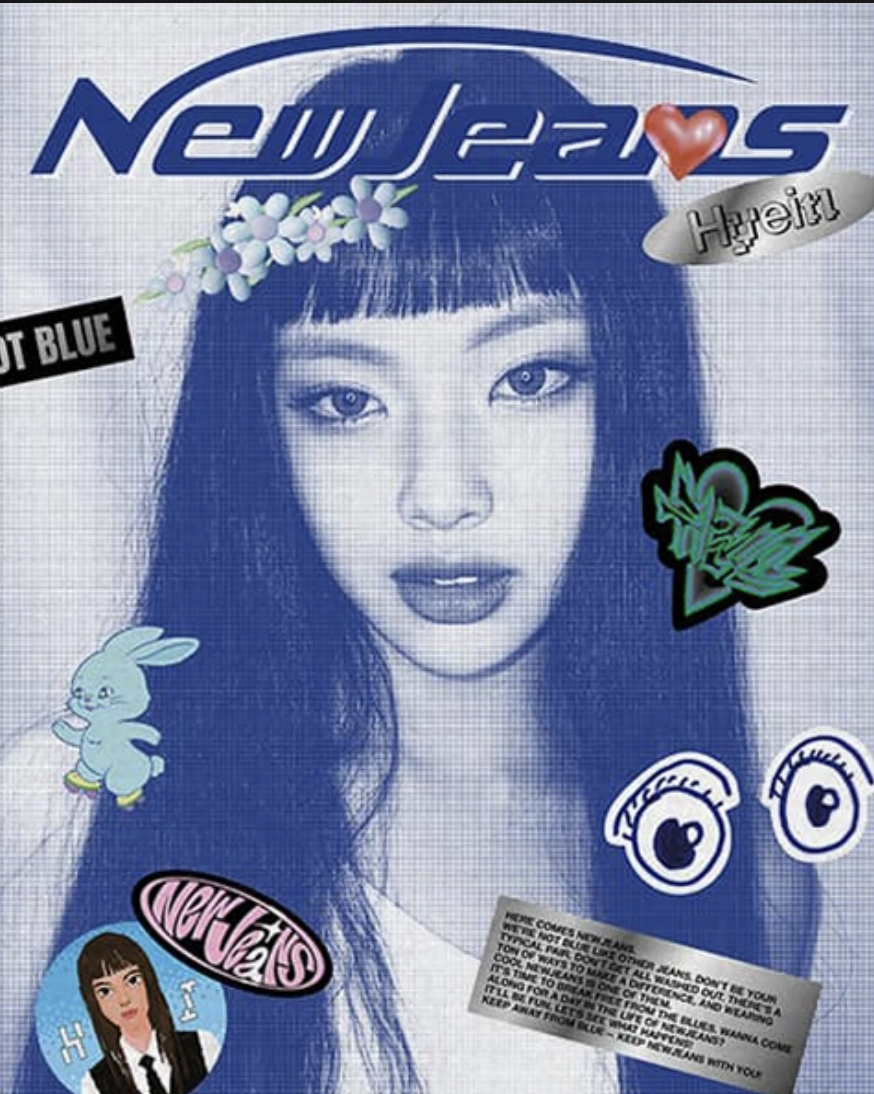 NewJeans
Hyein
OT BLUE
NewJeans
H I
HERE COMES NEWJEANS.
WE'RE NOT BLUE LIKE OTHER JEANS. DON'T BE YOUR
TYPICAL PAIR. DON'T GET ALL WASHED OUT. THERE'S A
TON OF WAYS TO MAKE A DIFFERENCE, AND WEARING
COOL NEWJEANS IS ONE OF THEM.
IT'S TIME TO BREAK FREE FROM THE BLUES. WANNA COME
ALONG FOR A DAY IN THE LIFE OF NEWJEANS?
IT'LL BE FUN. LET'S SEE WHAT HAPPENS!
KEEP AWAY FROM BLUE – KEEP NEWJEANS WITH YOU!